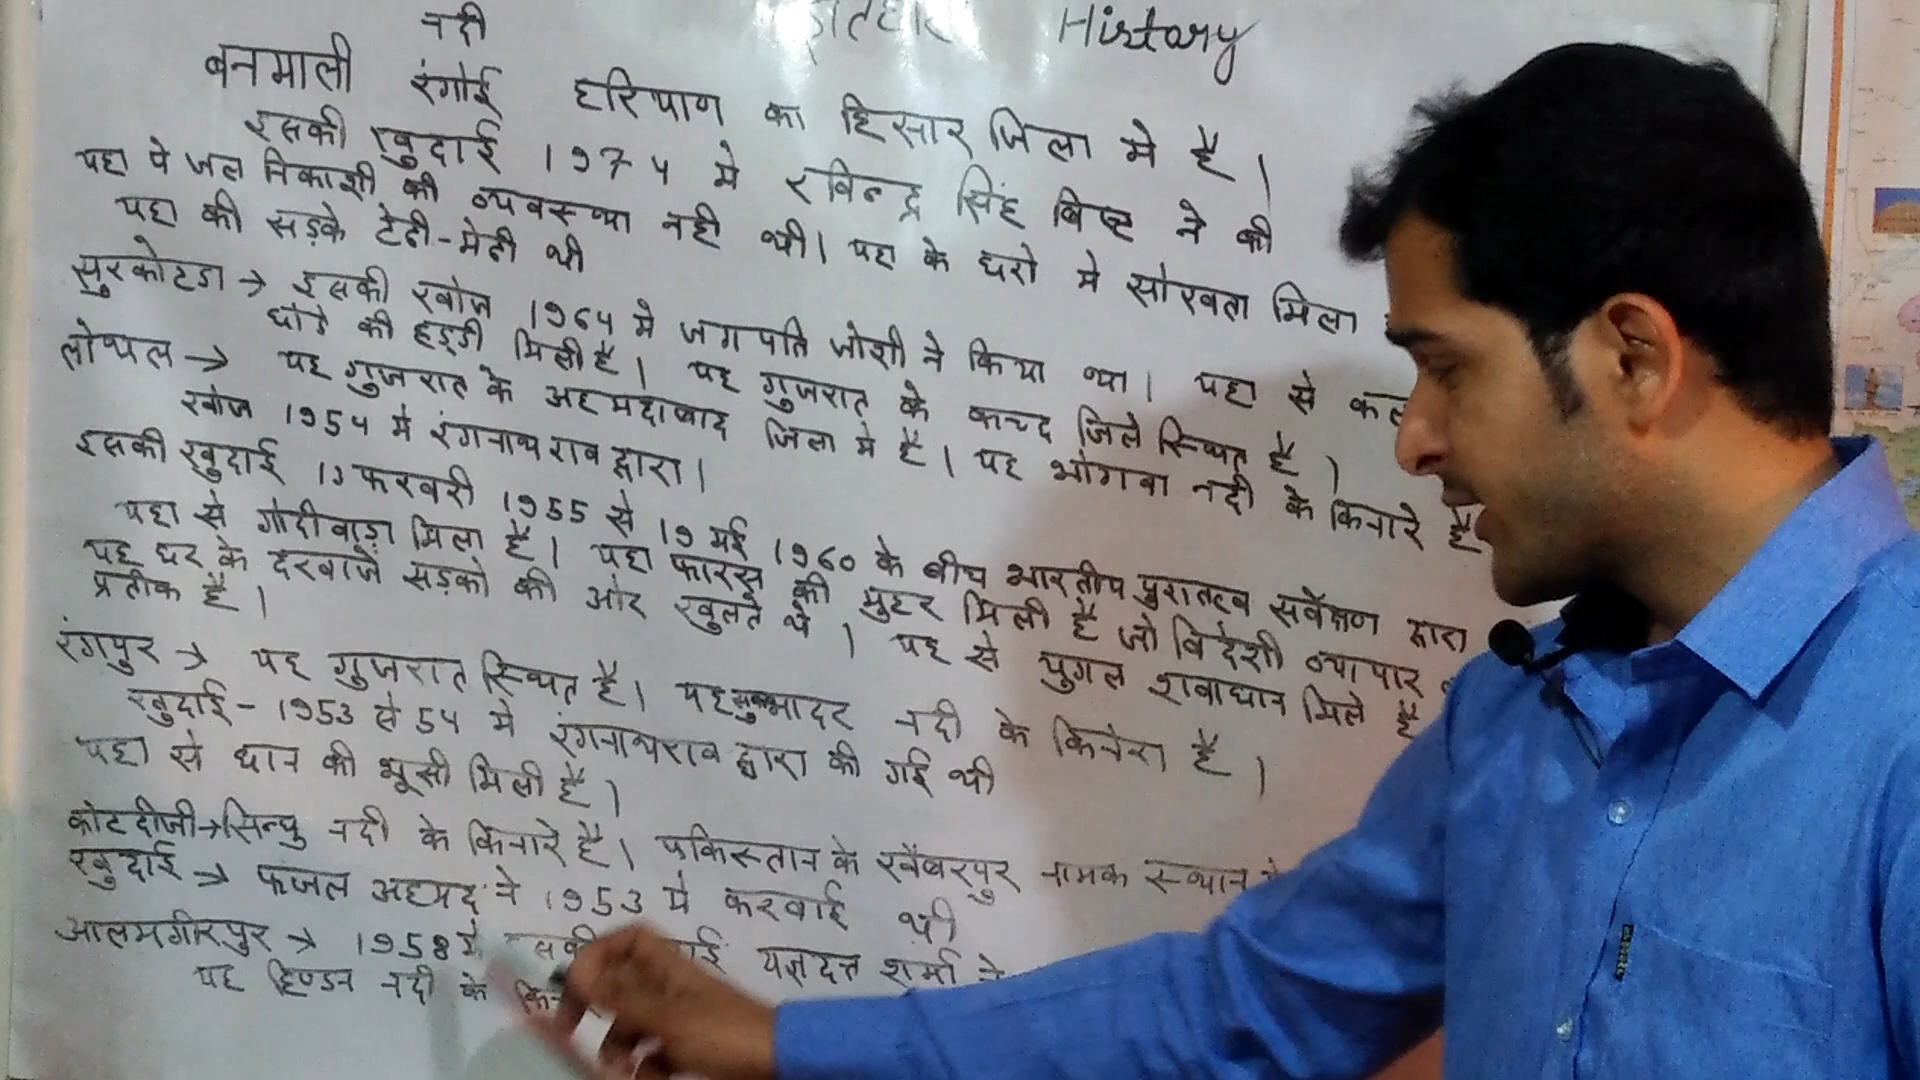 History
नदी
बनमाली रंगोई हरियाण का हिसार जिला मे है।
इसकी खुदाई 1974 मे रविन्द्र सिंह बिष्ट ने की
यहा पे जल निकाशी की व्यवस्था नही थी। यहा के घरो मे सोखता मिला
यहा की सड़के टेढी-मेढी थी
सुरकोटडा → इसकी खोज 1964 मे जगपति जोशी ने किया था। यहा से
घोडे की हड्डी मिली है। यह गुजरात के कच्द जिले स्थित है।
लोथल → यह गुजरात के अहमदाबाद जिला मे है। यह भोगवा नदी के किनारे है
खोज 1954 मे रंगनाथ राव द्वारा।
इसकी खुदाई 13 फरवरी 1955 से 19 मई 1960 के बीच भारतीय पुरातत्व सर्वेक्षण द्वारा
यहा से गोदीवाड़ा मिला है। यहा फारस की मुहर मिली है जो विदेशी व्यापार
यह घर के दरवाजे सड़को की ओर खुलते थे। यह से युगल शवाधान मिले है
प्रतीक है।
रंगपुर → यह गुजरात स्थित है। यह भादर नदी के किनेरा है।
खुदाई - 1953 से 54 मे रंगनाथराव द्वारा की गई थी
यहा से धान की भूसी मिली है।
कोटदीजी → सिन्धु नदी के किनारे है। पकिस्तान के खैबरपुर नामक स्थान
खुदाई → फजल अहमद ने 1953 मे करवाई थी
आलमगीरपुर → 1958 मे यज्ञदत्त शर्मा ने
यह हिण्डन नदी के